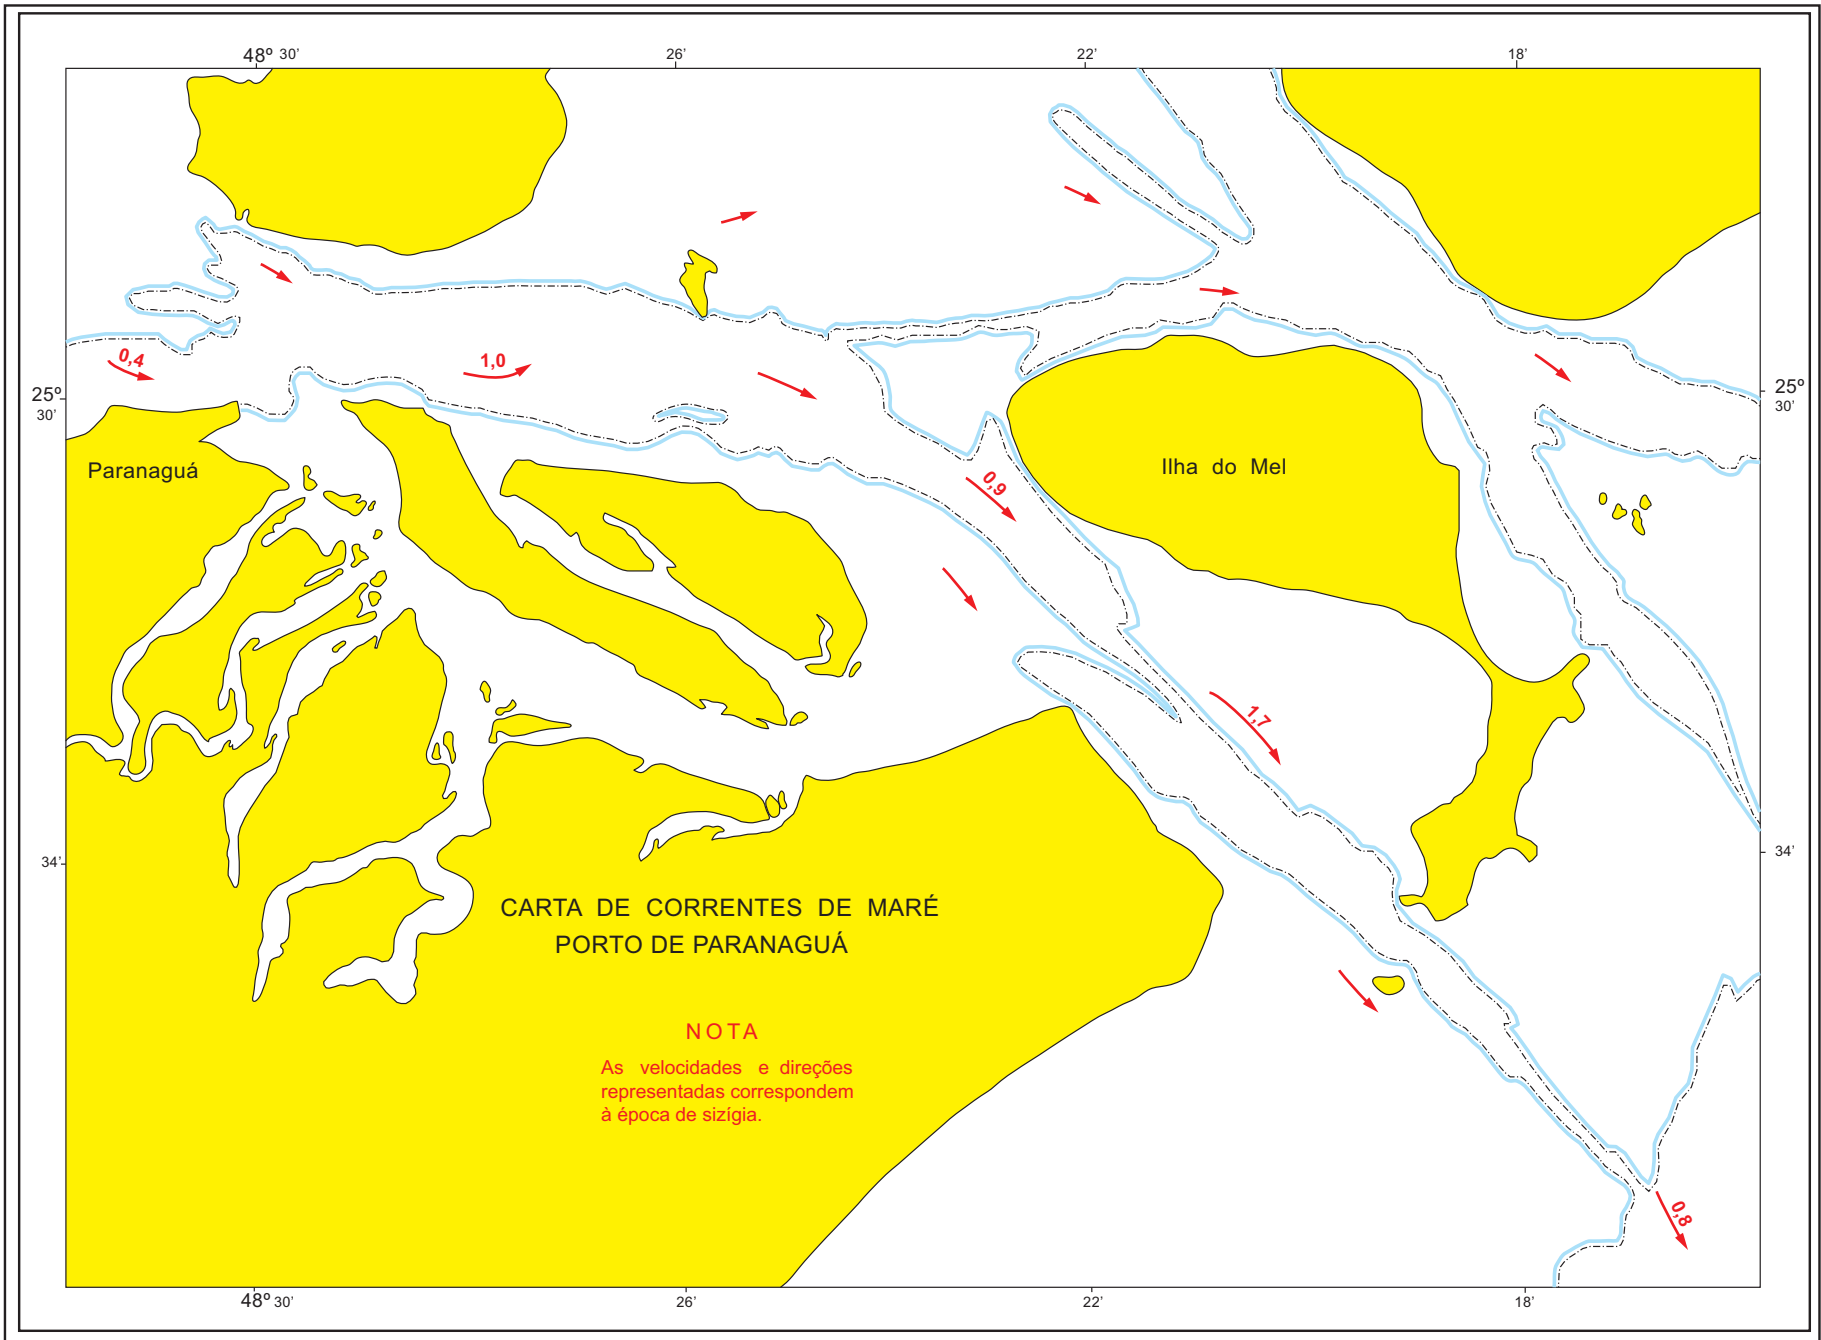 48º 30’
26’
22’
18’
0,4
1,0
25º
30’
25º
30’
Paranaguá
Ilha do Mel
0,9
1,7
34’
34’
CARTA DE CORRENTES DE MARÉ
PORTO DE PARANAGUÁ
NOTA
As velocidades e direções
representadas correspondem
à época de sizígia.
0,8
48º 30’
26’
22’
18’